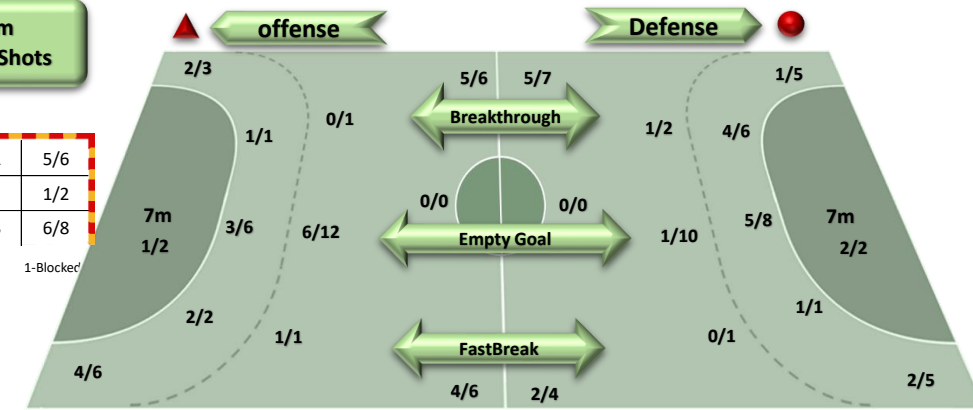 m
Shots
offense
Defense
2/3
5/6
5/7
1/5
Breakthrough
1/1
0/1
1/2
4/6
5/6
1/2
6/8
1-Blocked
7m
1/2
3/6
6/12
0/0
0/0
Empty Goal
1/10
5/8
7m
2/2
2/2
1/1
FastBreak
0/1
1/1
4/6
4/6
2/4
2/5